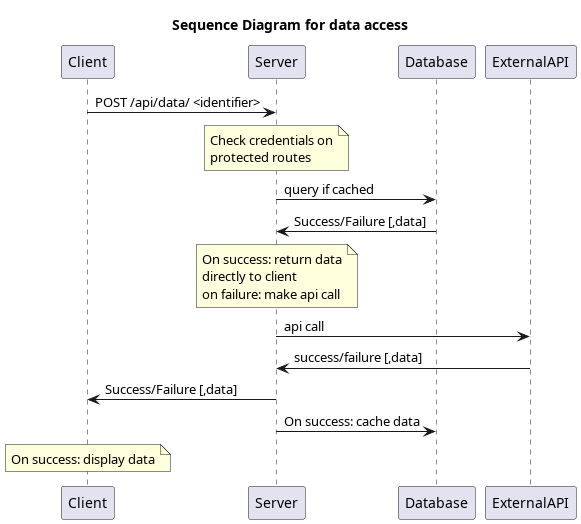 Sequence Diagram for data access
Client Server Database ExternalAPI
POST /api/data/ <identifier>
Check credentials on
protected routes
query if cached
Success/Failure [,data]
On success: return data
directly to client
on failure: make api call
api call
success/failure [,data]
Success/Failure [,data]
On success: cache data
On success: display data
Client Server Database ExternalAPI